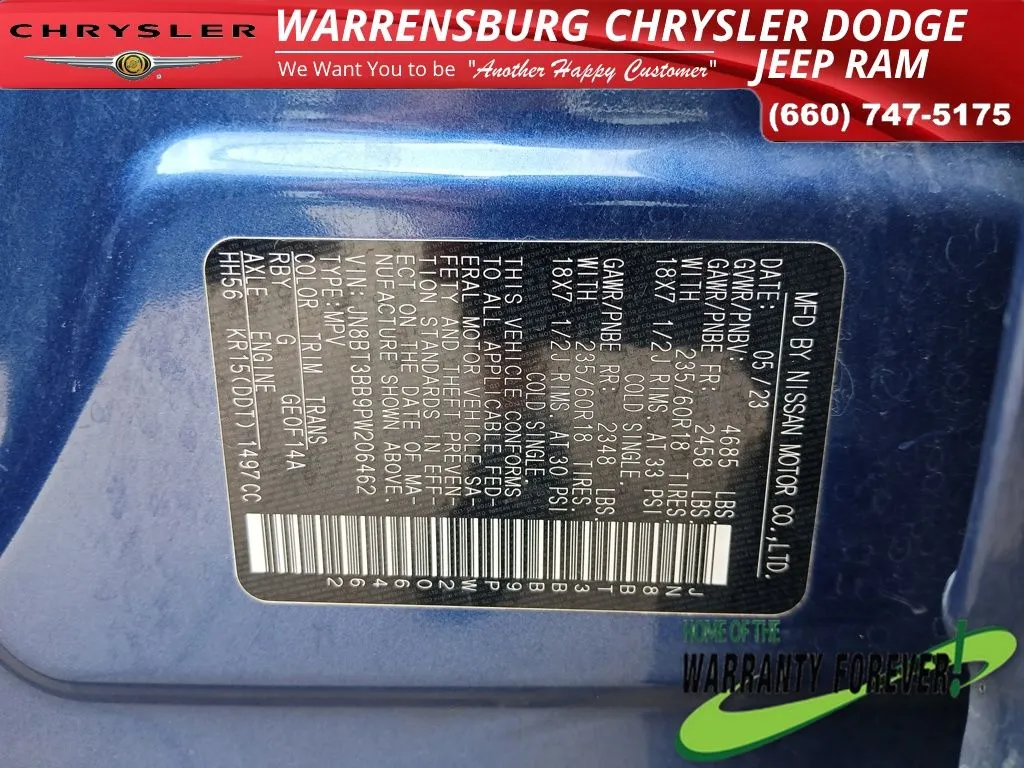 CHRYSLER
WARRENSBURG CHRYSLER DODGE
JEEP RAM
We Want You to be "Another Happy Customer"
(660) 747-5175
MFD BY NISSAN MOTOR CO.,LTD.
DATE: 05 /23
GVWR/PNBV: 4685 LBS.
GAWR/PNBE FR: 2458 LBS.
WITH 235/60R18 TIRES.
18X7 1/2J RIMS. AT 33 PSI
COLD SINGLE.
GAWR/PNBE RR: 2348 LBS.
WITH 235/60R18 TIRES.
18X7 1/2J RIMS. AT 30 PSI
COLD SINGLE.
THIS VEHICLE CONFORMS
TO ALL APPLICABLE FED-
ERAL MOTOR VEHICLE SA-
FETY AND THEFT PREVEN-
TION STANDARDS IN EFF-
ECT ON THE DATE OF MA-
NUFACTURE SHOWN ABOVE.
VIN: JN8BT3BB9PW206462
TYPE:MPV
COLOR TRIM TRANS
RBY G GE0F14A
AXLE ENGINE
HH56 KR15(DDT) 1497CC
JN8BT3BB9PW206462
HOME OF THE
WARRANTY FOREVER!